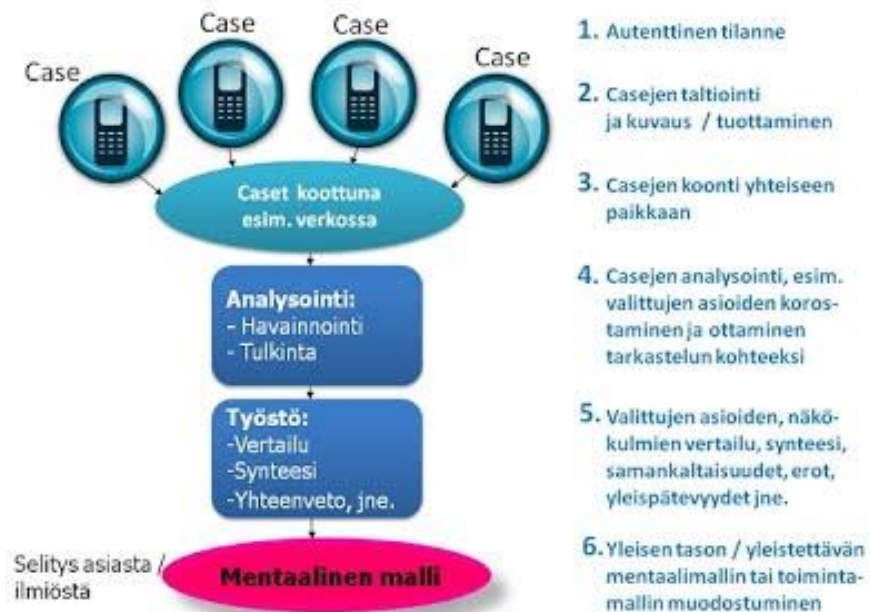 Case
Case
Case
Case
Caset koottuna
esim. verkossa
Analysointi:
- Havainnointi
- Tulkinta
Työstö:
-Vertailu
-Synteesi
-Yhteenveto, jne.
Selitys asiasta /
ilmiöstä
Mentaalinen malli
1. Autenttinen tilanne
2. Casejen taltiointi
ja kuvaus / tuottaminen
3. Casejen koonti yhteiseen
paikkaan
4. Casejen analysointi, esim.
valittujen asioiden koros-
taminen ja ottaminen
tarkastelun kohteeksi
5. Valittujen asioiden, näkö-
kulmien vertailu, synteesi,
samankaltaisuudet, erot,
yleispätevyydet jne.
6. Yleisen tason / yleistettävän
mentaalimallin tai toiminta-
mallin muodostuminen